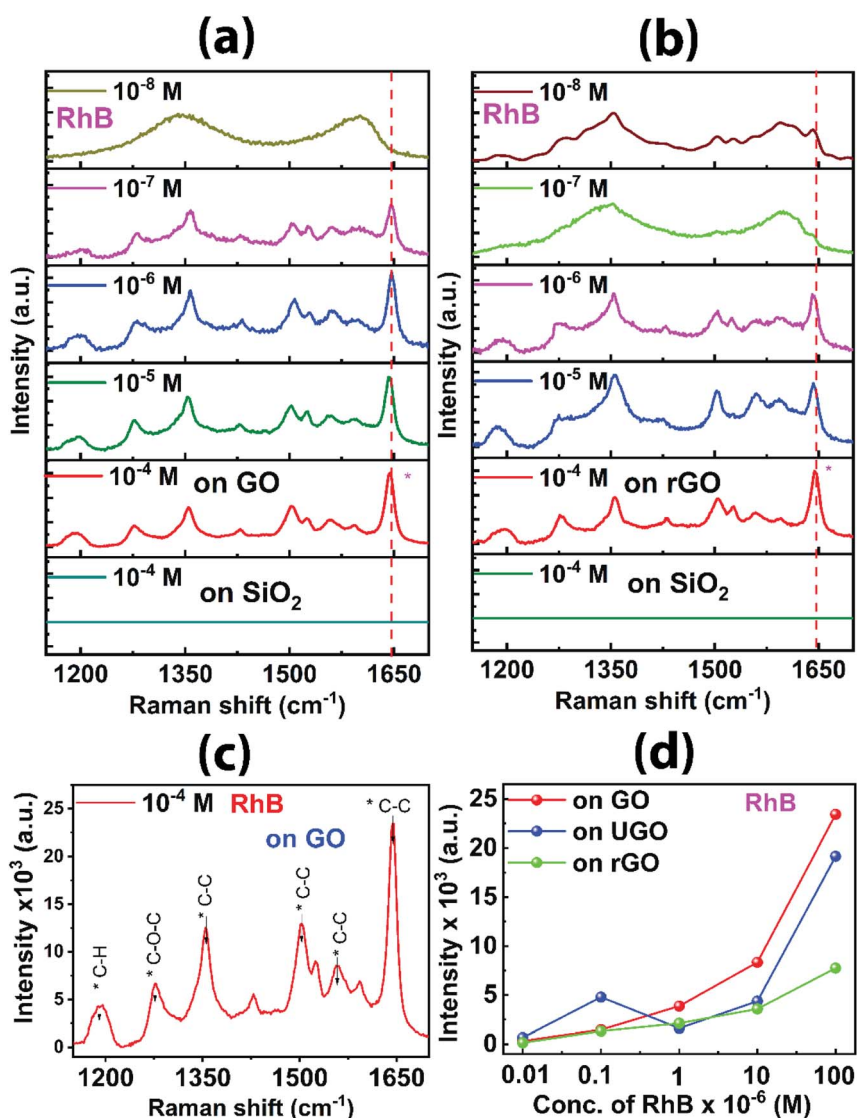 (a)
10⁻⁸ M
RhB
10⁻⁷ M
10⁻⁶ M
10⁻⁵ M
10⁻⁴ M
on GO
*
10⁻⁴ M
on SiO₂
Intensity (a.u.)
1200 1350 1500 1650
Raman shift (cm⁻¹)
(b)
10⁻⁸ M
RhB
10⁻⁷ M
10⁻⁶ M
10⁻⁵ M
10⁻⁴ M
on rGO
*
10⁻⁴ M
on SiO₂
Intensity (a.u.)
1200 1350 1500 1650
Raman shift (cm⁻¹)
(c)
10⁻⁴ M RhB
on GO
* C-H
* C-O-C
* C-C
* C-C
* C-C
* C-C
25
20
15
10
5
0
Intensity x10³ (a.u.)
1200 1350 1500 1650
Raman shift (cm⁻¹)
(d)
on GO
on UGO
on rGO
RhB
25
20
15
10
5
0
Intensity x 10³ (a.u.)
0.01 0.1 1 10 100
Conc. of RhB x 10⁻⁶ (M)